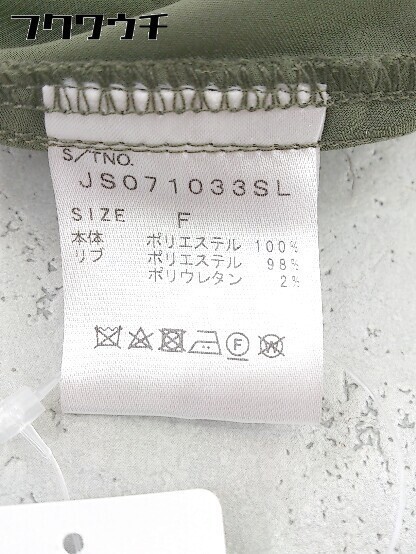 フクワウチ
S/TNO.
JS071033SL
SIZE F
本体 ポリエステル 100%
リブ ポリエステル 98%
ポリウレタン 2%
F W